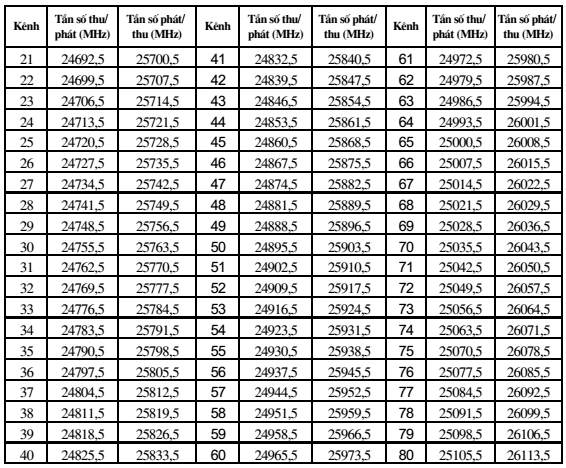 Kênh Tần số thu/ phát (MHz) Tần số phát/ thu (MHz) Kênh Tần số thu/ phát (MHz) Tần số phát/ thu (MHz) Kênh Tần số thu/ phát (MHz) Tần số phát/ thu (MHz)
21 24692,5 25700,5 41 24832,5 25840,5 61 24972,5 25980,5
22 24699,5 25707,5 42 24839,5 25847,5 62 24979,5 25987,5
23 24706,5 25714,5 43 24846,5 25854,5 63 24986,5 25994,5
24 24713,5 25721,5 44 24853,5 25861,5 64 24993,5 26001,5
25 24720,5 25728,5 45 24860,5 25868,5 65 25000,5 26008,5
26 24727,5 25735,5 46 24867,5 25875,5 66 25007,5 26015,5
27 24734,5 25742,5 47 24874,5 25882,5 67 25014,5 26022,5
28 24741,5 25749,5 48 24881,5 25889,5 68 25021,5 26029,5
29 24748,5 25756,5 49 24888,5 25896,5 69 25028,5 26036,5
30 24755,5 25763,5 50 24895,5 25903,5 70 25035,5 26043,5
31 24762,5 25770,5 51 24902,5 25910,5 71 25042,5 26050,5
32 24769,5 25777,5 52 24909,5 25917,5 72 25049,5 26057,5
33 24776,5 25784,5 53 24916,5 25924,5 73 25056,5 26064,5
34 24783,5 25791,5 54 24923,5 25931,5 74 25063,5 26071,5
35 24790,5 25798,5 55 24930,5 25938,5 75 25070,5 26078,5
36 24797,5 25805,5 56 24937,5 25945,5 76 25077,5 26085,5
37 24804,5 25812,5 57 24944,5 25952,5 77 25084,5 26092,5
38 24811,5 25819,5 58 24951,5 25959,5 78 25091,5 26099,5
39 24818,5 25826,5 59 24958,5 25966,5 79 25098,5 26106,5
40 24825,5 25833,5 60 24965,5 25973,5 80 25105,5 26113,5